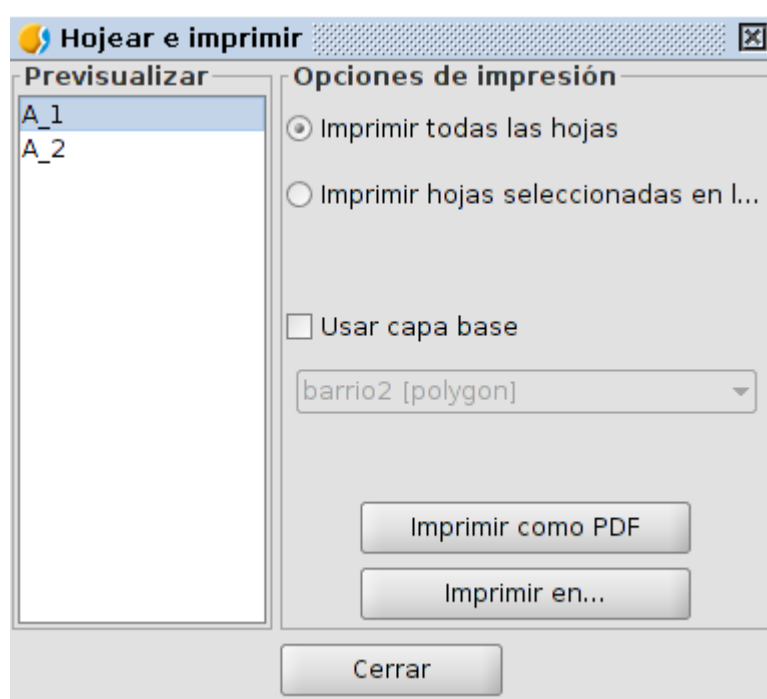 Hojear e imprimir
Previsualizar
A_1
A_2
Opciones de impresión
Imprimir todas las hojas
Imprimir hojas seleccionadas en l...
Usar capa base
barrio2 [polygon]
Imprimir como PDF
Imprimir en...
Cerrar